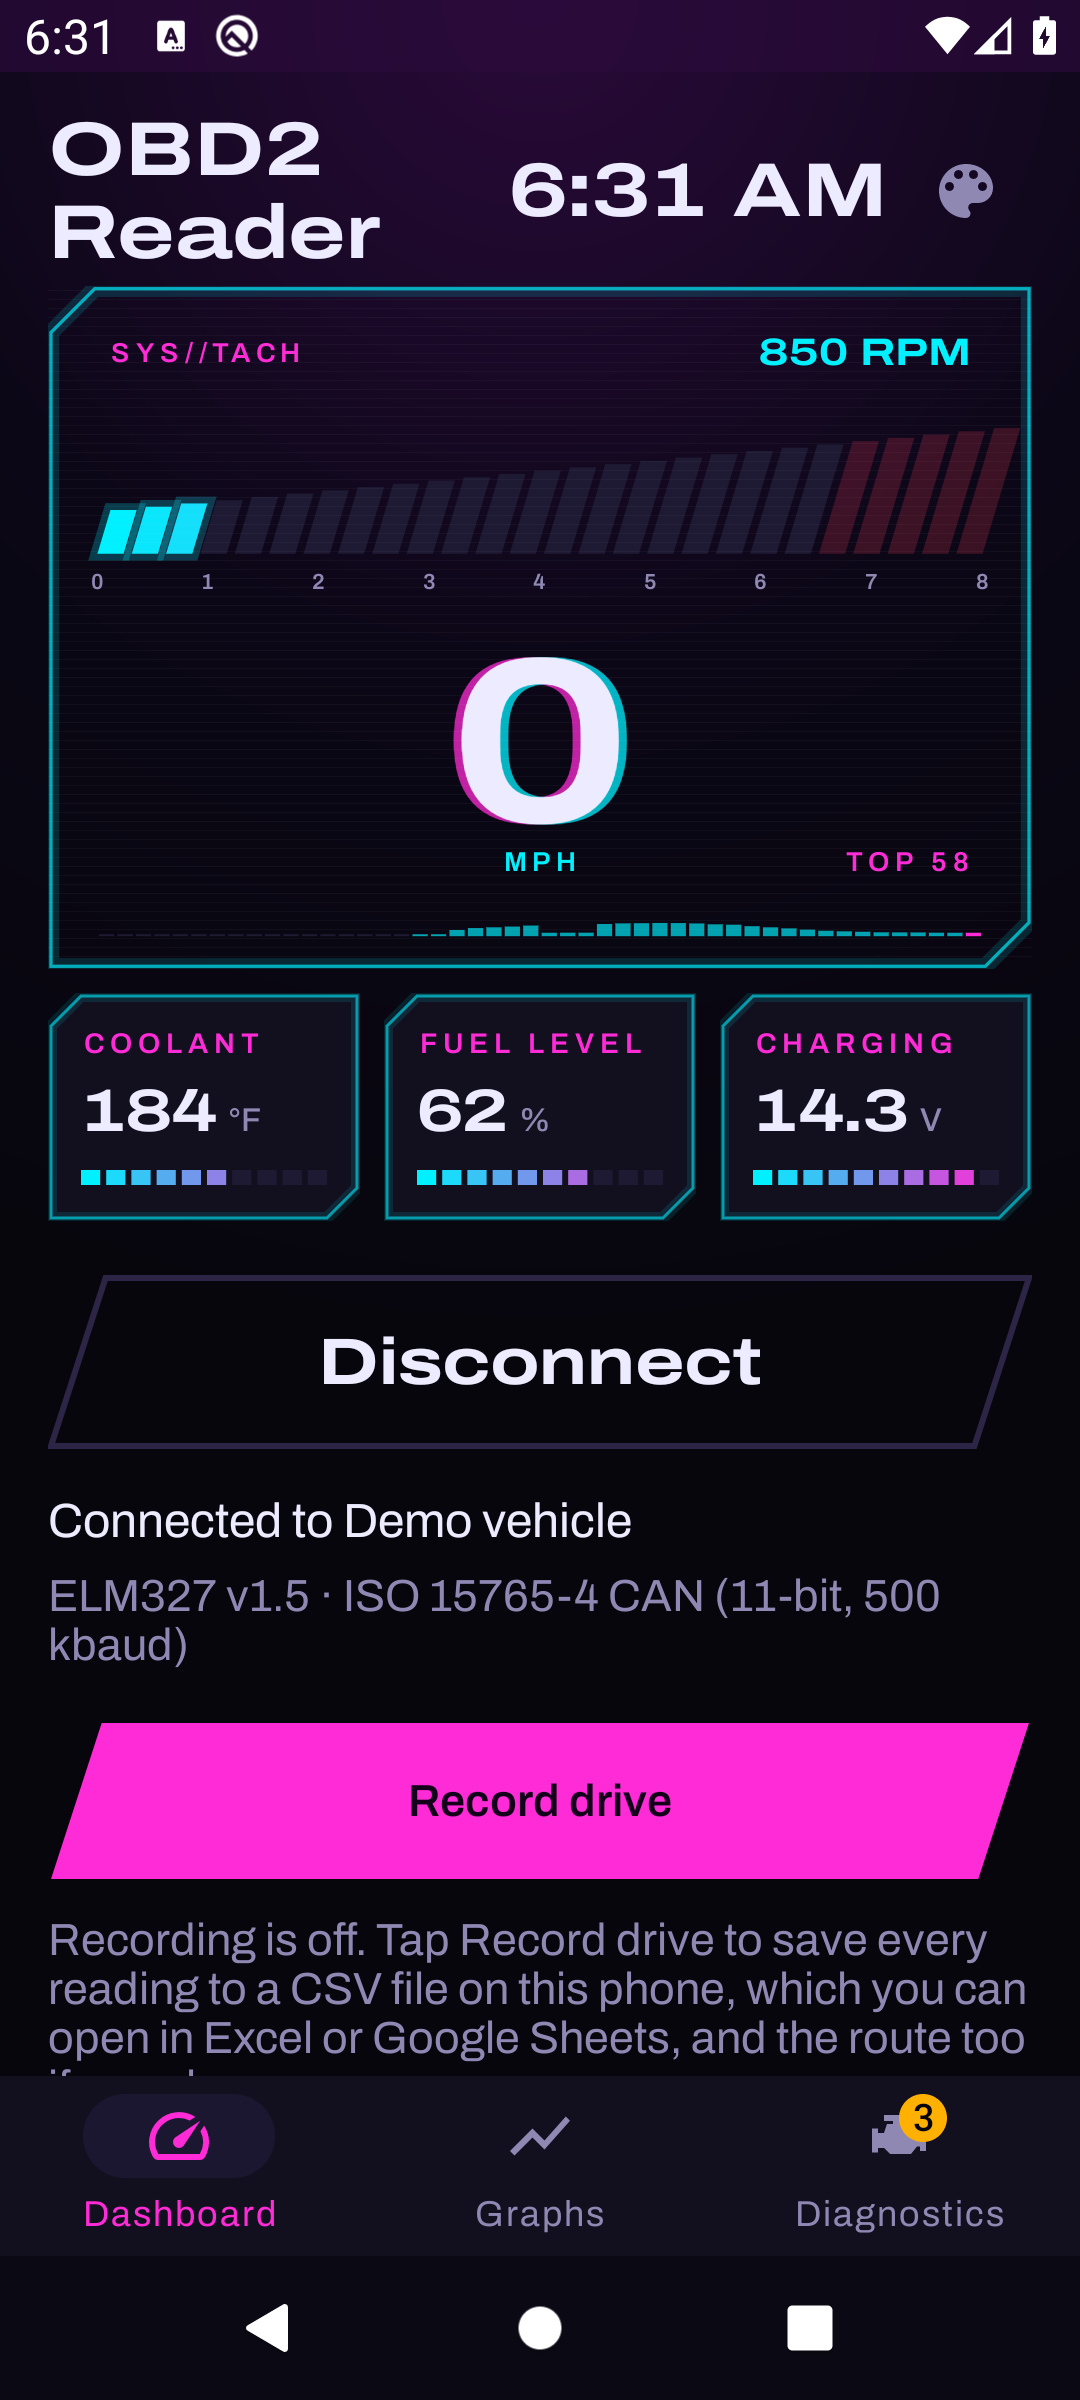 6:31
OBD2
Reader
6:31 AM
SYS//TACH
850 RPM
0 1 2 3 4 5 6 7 8
0
MPH
TOP 58
COOLANT
184 °F
FUEL LEVEL
62 %
CHARGING
14.3 V
Disconnect
Connected to Demo vehicle
ELM327 v1.5 · ISO 15765-4 CAN (11-bit, 500
kbaud)
Record drive
Recording is off. Tap Record drive to save every
reading to a CSV file on this phone, which you can
open in Excel or Google Sheets, and the route too
3
Dashboard
Graphs
Diagnostics